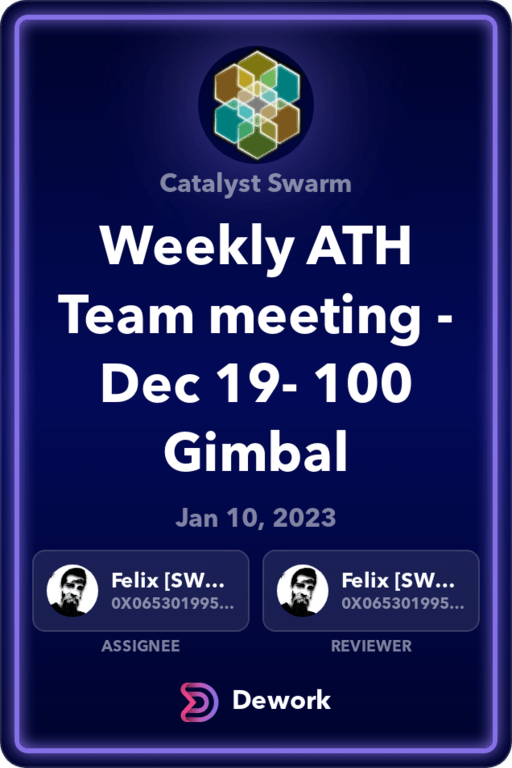 Catalyst Swarm
Weekly ATH
Team meeting -
Dec 19- 100
Gimbal
Jan 10, 2023
Felix [SW...
0X065301995...
ASSIGNEE
Felix [SW...
0X065301995...
REVIEWER
Dework